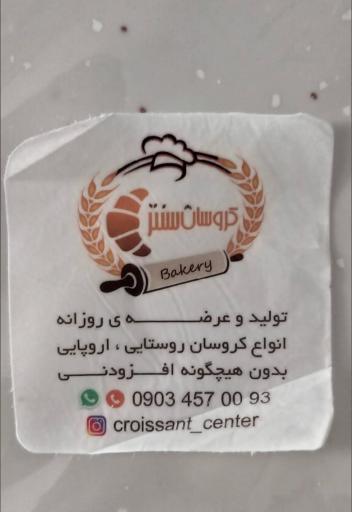 کروسان سنتر
Bakery
تولید و عرضه ی روزانه
انواع کروسان روستایی ، اروپایی
بدون هیچگونه افزودنی
0903 457 00 93
croissant_center